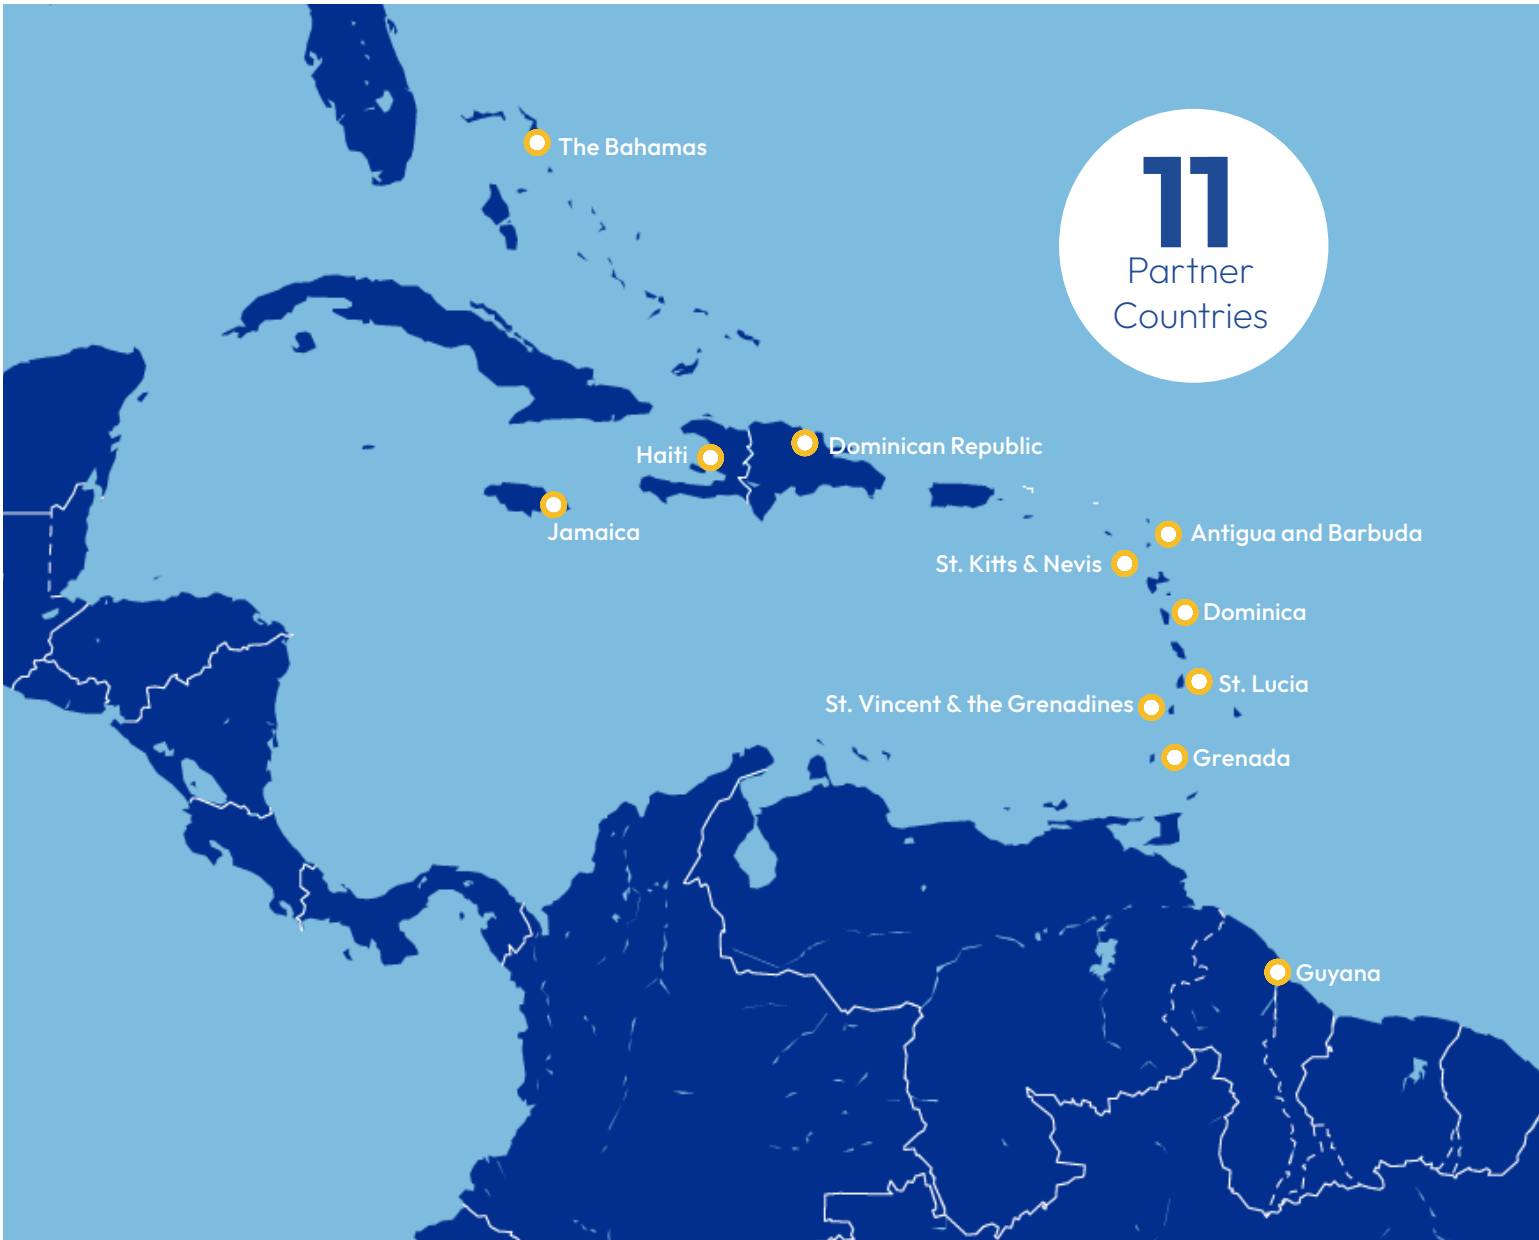 The Bahamas
11
Partner
Countries
Haiti
Dominican Republic
Jamaica
Antigua and Barbuda
St. Kitts & Nevis
Dominica
St. Lucia
St. Vincent & the Grenadines
Grenada
Guyana